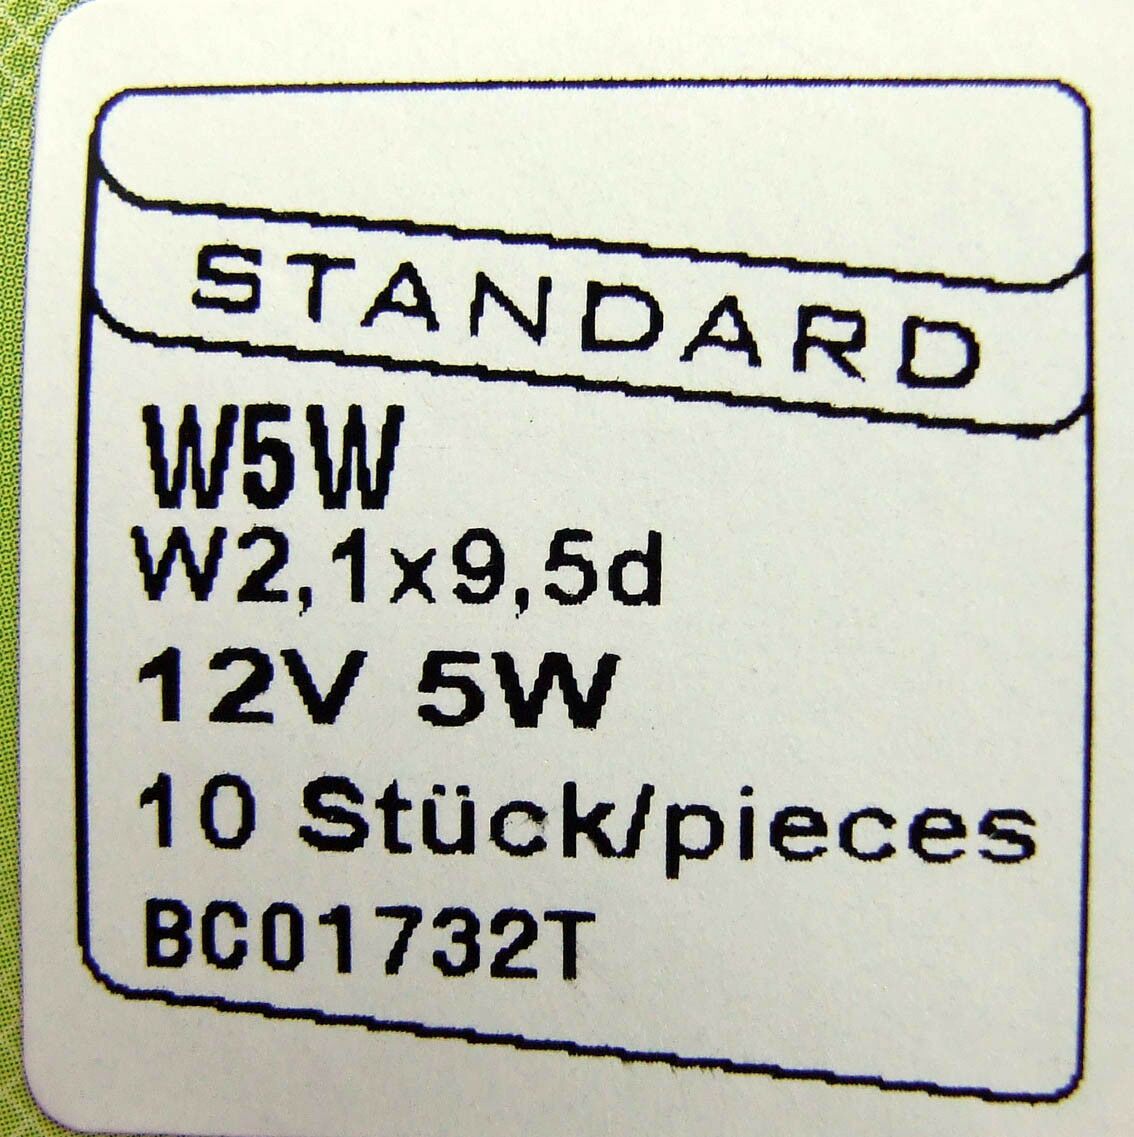 STANDARD
W5W
W2,1x9,5d
12V 5W
10 Stück/pieces
BC01732T